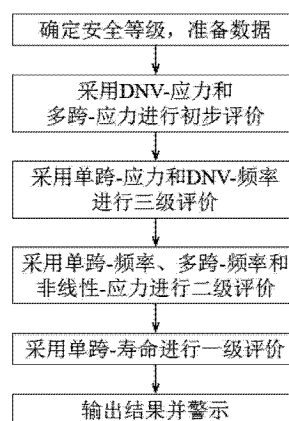 确定安全等级，准备数据
采用DNV-应力和
多跨-应力进行初步评价
采用单跨-应力和DNV-频率
进行三级评价
采用单跨-频率、多跨-频率和
非线性-应力进行二级评价
采用单跨-寿命进行一级评价
输出结果并警示